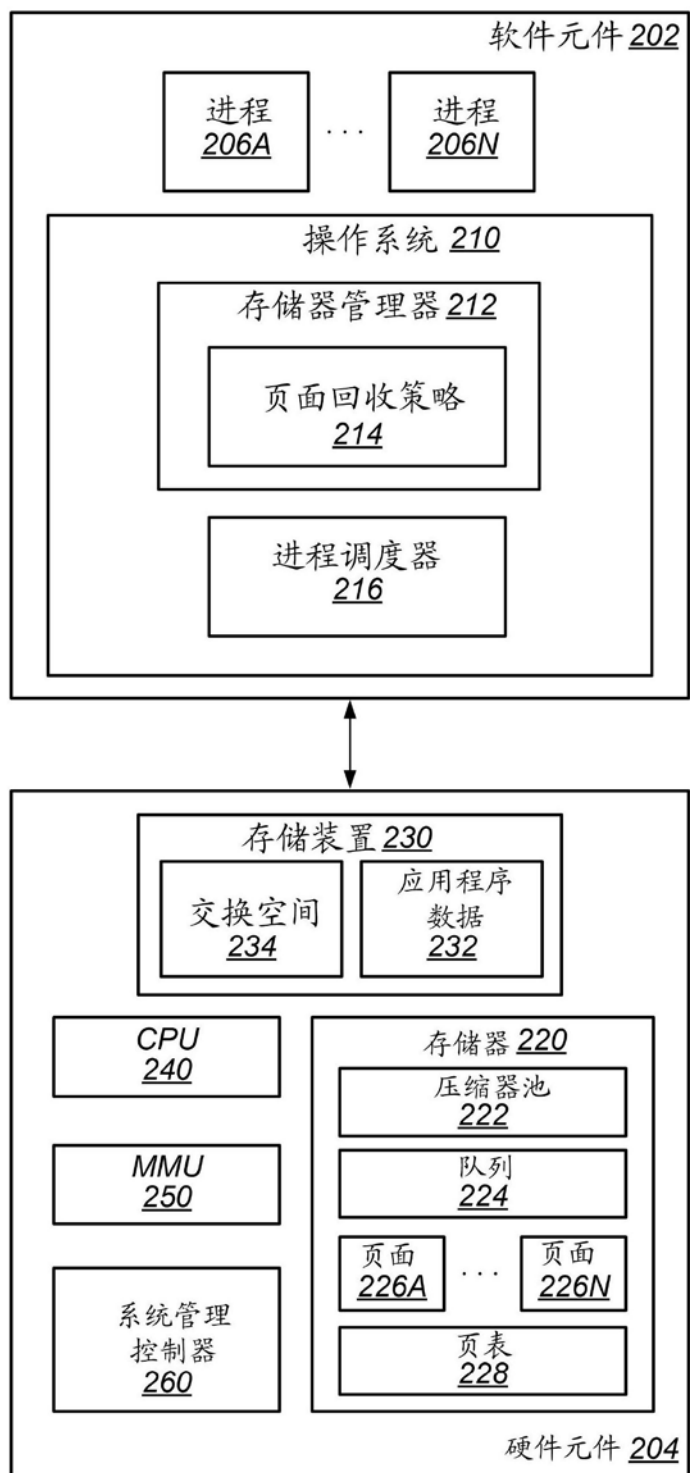 软件元件 202
进程
206A
...
进程
206N
操作系统 210
存储器管理器 212
页面回收策略
214
进程调度器
216
存储装置 230
交换空间
234
应用程序
数据
232
CPU
240
MMU
250
系统管理
控制器
260
存储器 220
压缩器池
222
队列
224
页面
226A
...
页面
226N
页表
228
硬件元件 204